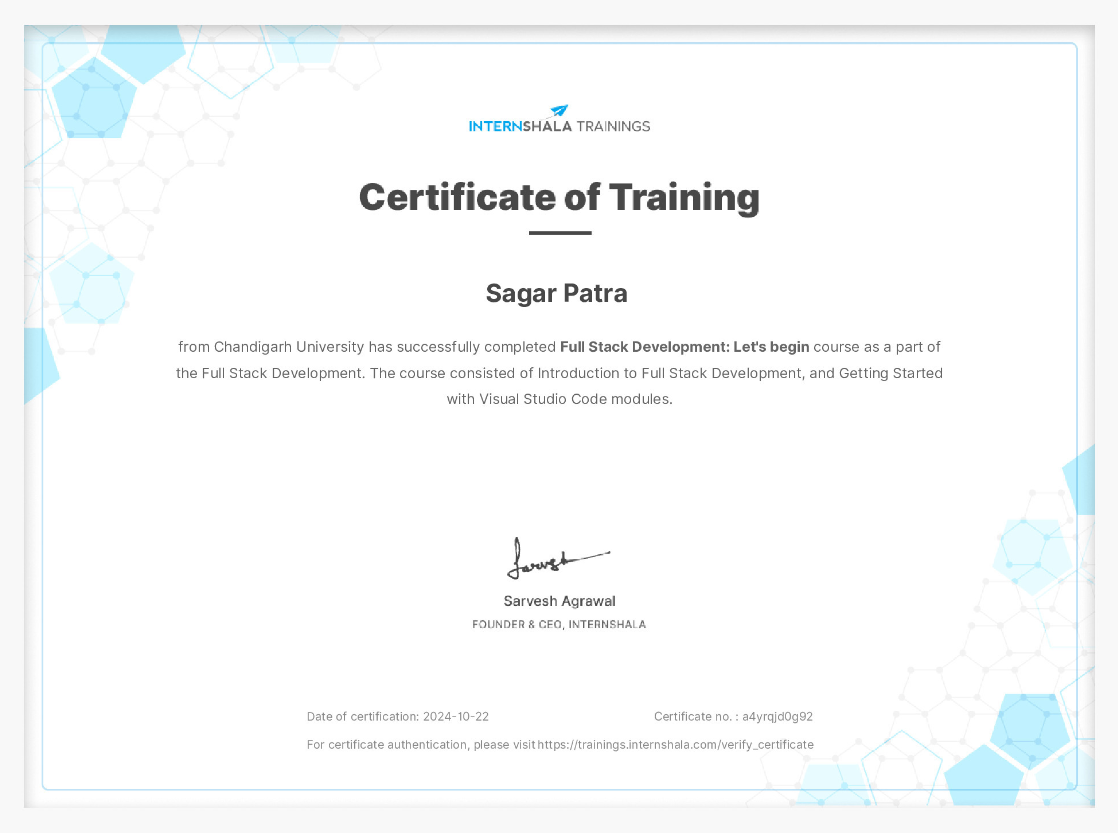 INTERNSHALA TRAININGS
Certificate of Training
Sagar Patra
from Chandigarh University has successfully completed Full Stack Development: Let's begin course as a part of
the Full Stack Development. The course consisted of Introduction to Full Stack Development, and Getting Started
with Visual Studio Code modules.
Sarvesh
Sarvesh Agrawal
FOUNDER & CEO, INTERNSHALA
Date of certification: 2024-10-22 Certificate no. : a4yrqjd0g92
For certificate authentication, please visit https://trainings.internshala.com/verify_certificate